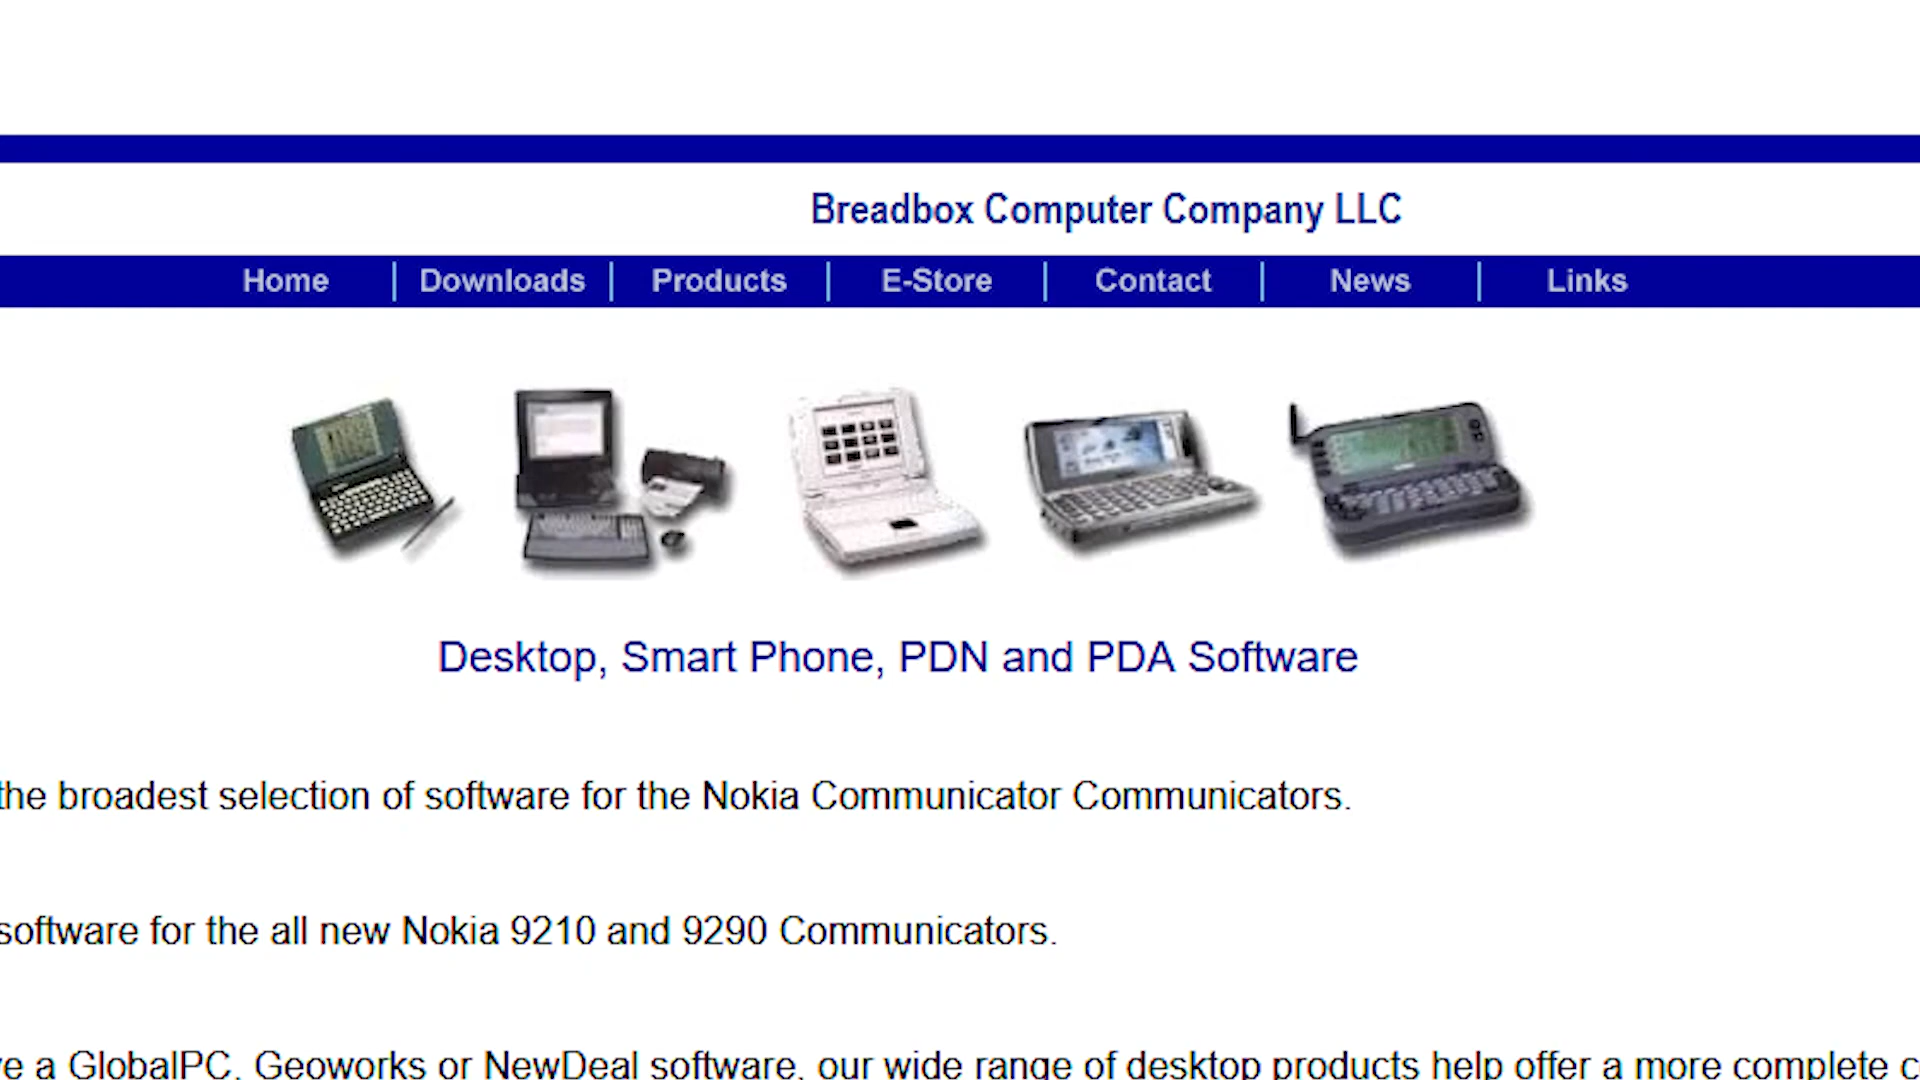 Breadbox Computer Company LLC
Home Downloads Products E-Store Contact News Links
Desktop, Smart Phone, PDN and PDA Software
the broadest selection of software for the Nokia Communicator Communicators.
software for the all new Nokia 9210 and 9290 Communicators.
a GlobalPC, Geoworks or NewDeal software, our wide range of desktop products help offer a more complete